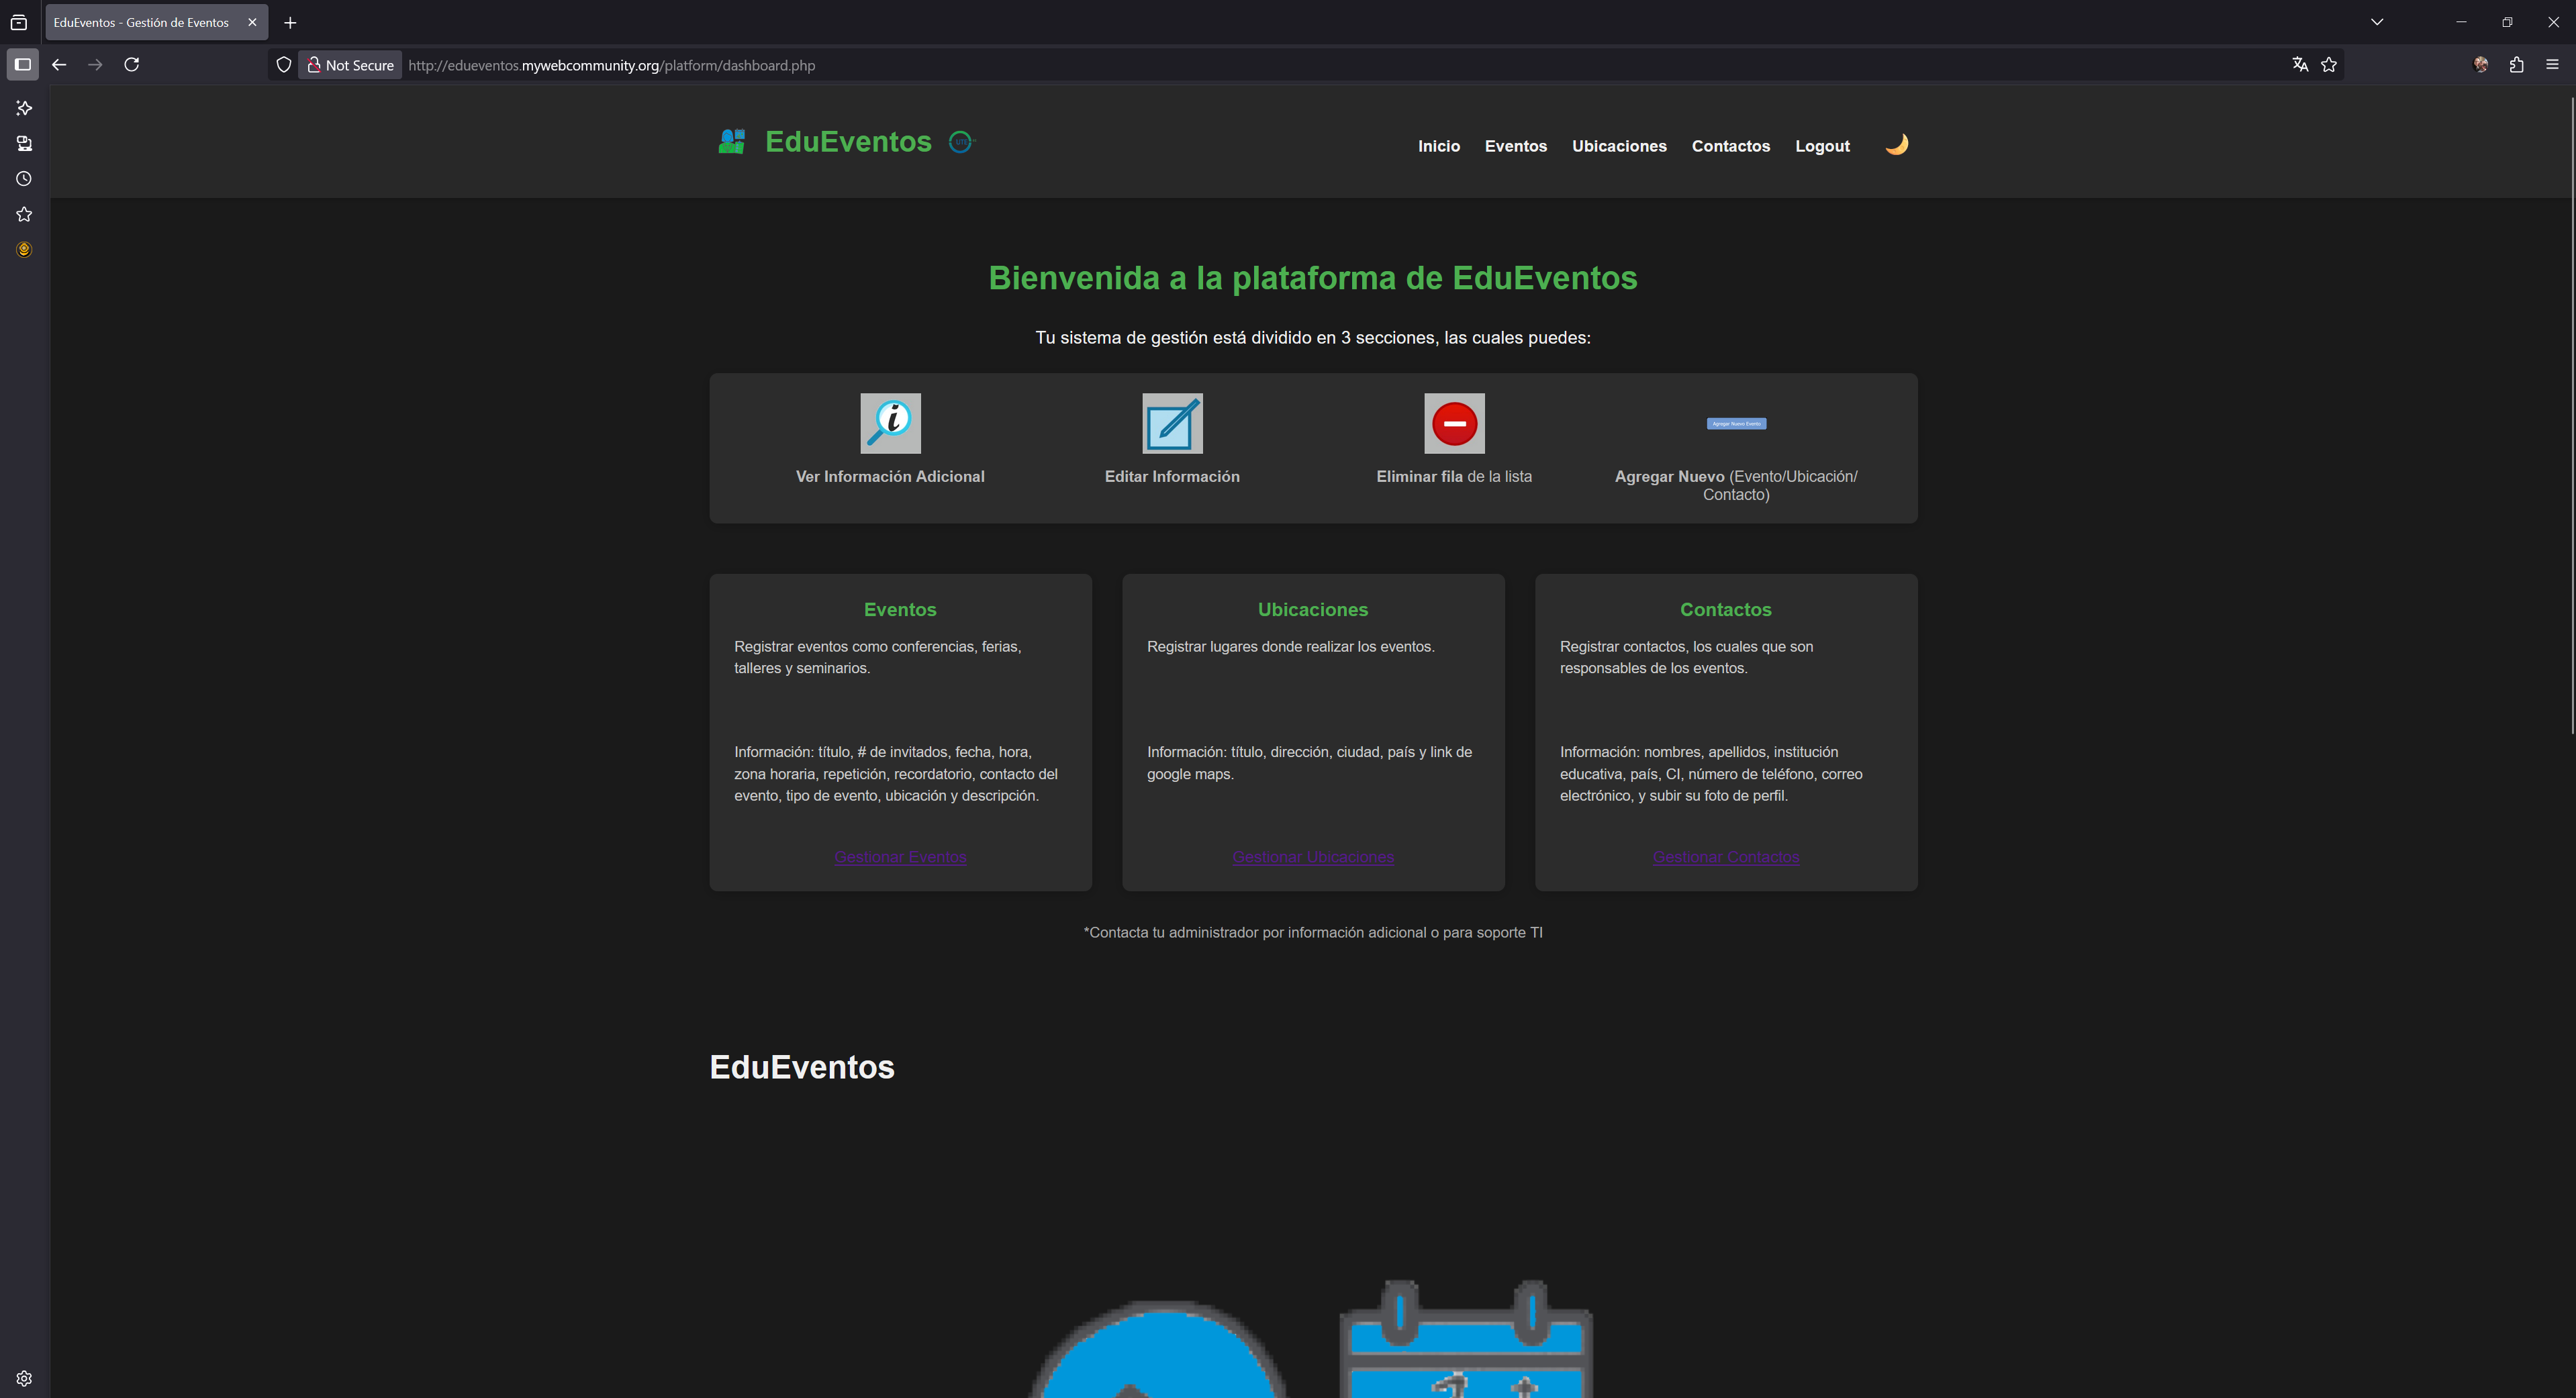 EduEventos - Gestión de Eventos
Not Secure
http://edueventos.mywebcommunity.org/platform/dashboard.php
EduEventos
UTE
Inicio
Eventos
Ubicaciones
Contactos
Logout
Bienvenida a la plataforma de EduEventos
Tu sistema de gestión está dividido en 3 secciones, las cuales puedes:
Ver Información Adicional
Editar Información
Eliminar fila de la lista
Agregar Nuevo Evento
Agregar Nuevo (Evento/Ubicación/
Contacto)
Eventos
Registrar eventos como conferencias, ferias,
talleres y seminarios.
Información: título, # de invitados, fecha, hora,
zona horaria, repetición, recordatorio, contacto del
evento, tipo de evento, ubicación y descripción.
Gestionar Eventos
Ubicaciones
Registrar lugares donde realizar los eventos.
Información: título, dirección, ciudad, país y link de
google maps.
Gestionar Ubicaciones
Contactos
Registrar contactos, los cuales que son
responsables de los eventos.
Información: nombres, apellidos, institución
educativa, país, CI, número de teléfono, correo
electrónico, y subir su foto de perfil.
Gestionar Contactos
*Contacta tu administrador por información adicional o para soporte TI
EduEventos